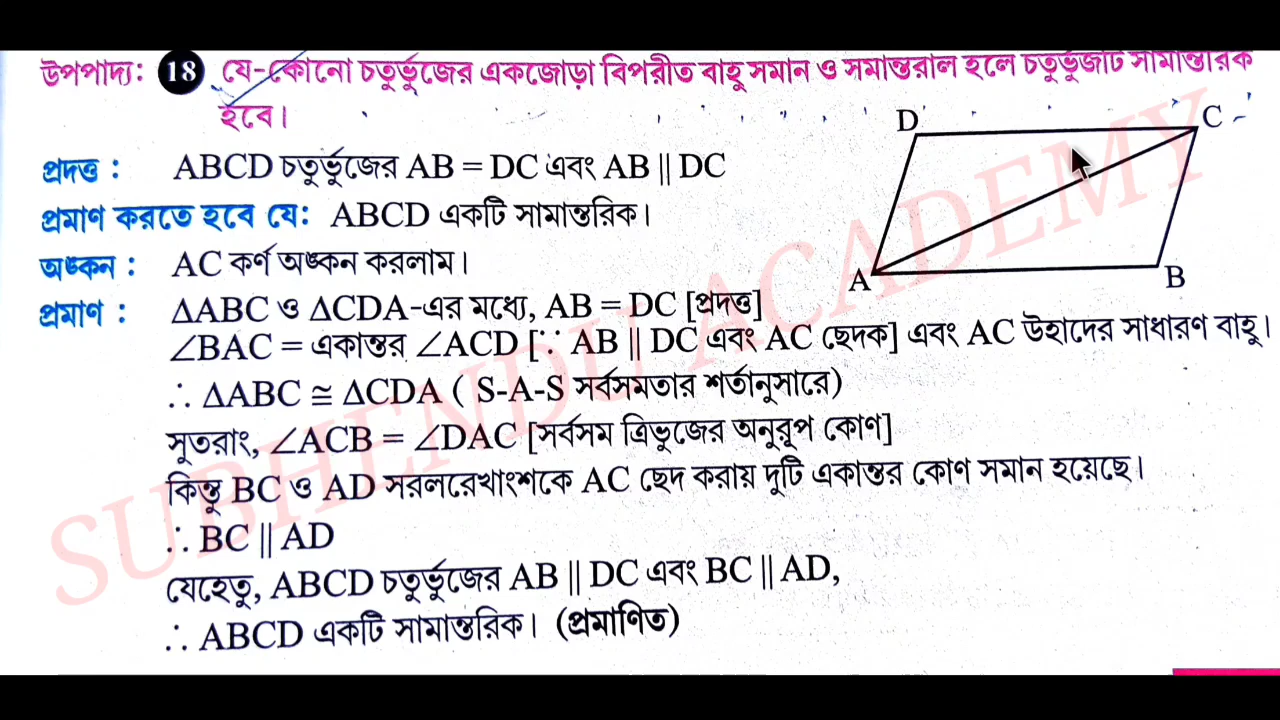 উপপাদ্য: 18 যে-কোনো চতুর্ভুজের একজোড়া বিপরীত বাহু সমান ও সমান্তরাল হলে চতুর্ভুজটি সামান্তরিক
হবে।
D C
প্রদত্ত : ABCD চতুর্ভুজের AB = DC এবং AB || DC
প্রমাণ করতে হবে যে: ABCD একটি সামান্তরিক।
অঙ্কন : AC কর্ণ অঙ্কন করলাম।
A B
প্রমাণ : ΔABC ও ΔCDA-এর মধ্যে, AB = DC [প্রদত্ত]
∠BAC = একান্তর ∠ACD [∵ AB || DC এবং AC ছেদক] এবং AC উহাদের সাধারণ বাহু।
∴ ΔABC ≅ ΔCDA ( S-A-S সর্বসমতার শর্তানুসারে)
সুতরাং, ∠ACB = ∠DAC [সর্বসম ত্রিভুজের অনুরূপ কোণ]
কিন্তু BC ও AD সরলরেখাংশকে AC ছেদ করায় দুটি একান্তর কোণ সমান হয়েছে।
∴ BC || AD
যেহেতু, ABCD চতুর্ভুজের AB || DC এবং BC || AD,
∴ ABCD একটি সামান্তরিক। (প্রমাণিত)
SUBHENDU ACADEMY